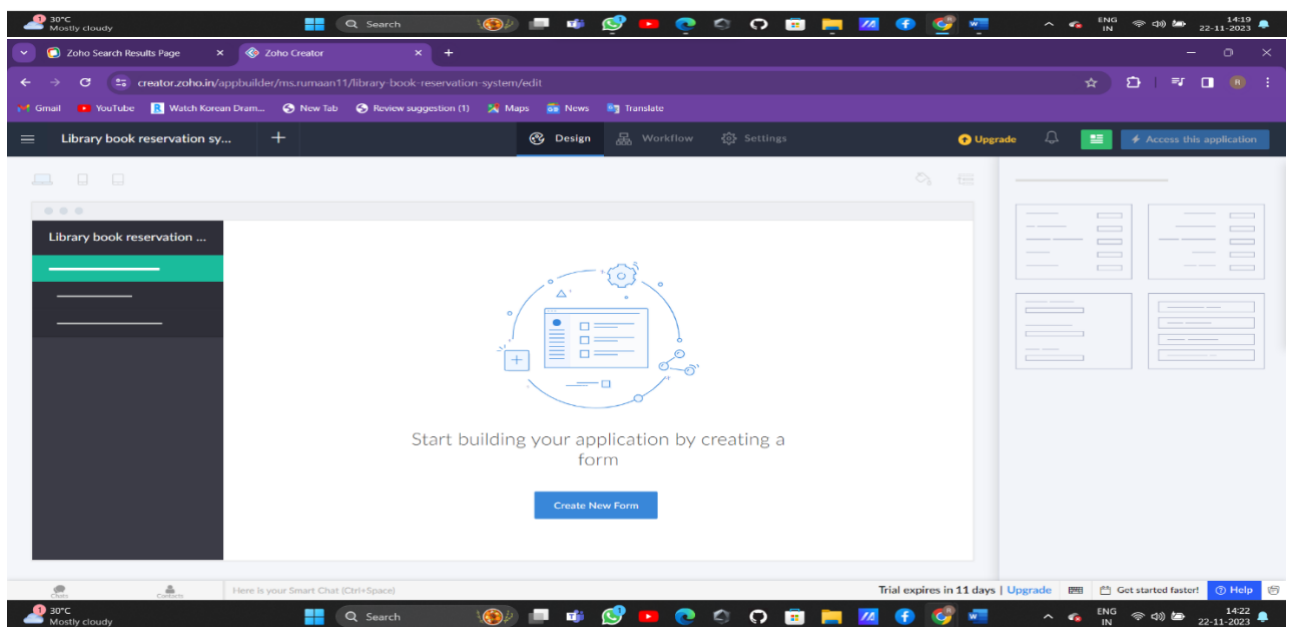 1 30°C
Mostly cloudy
Search
ENG
IN
14:19
22-11-2023
Zoho Search Results Page
Zoho Creator
creator.zoho.in/appbuilder/ms.rumaan11/library-book-reservation-system/edit
R
Gmail YouTube Watch Korean Dram... New Tab Review suggestion (1) Maps News Translate
Library book reservation sy...
Design Workflow Settings Upgrade Access this application
Library book reservation ...
Start building your application by creating a
form
Create New Form
Chats Contacts Here is your Smart Chat (Ctrl+Space) Trial expires in 11 days | Upgrade Get started faster! Help
1 30°C
Mostly cloudy
Search
ENG
IN
14:22
22-11-2023